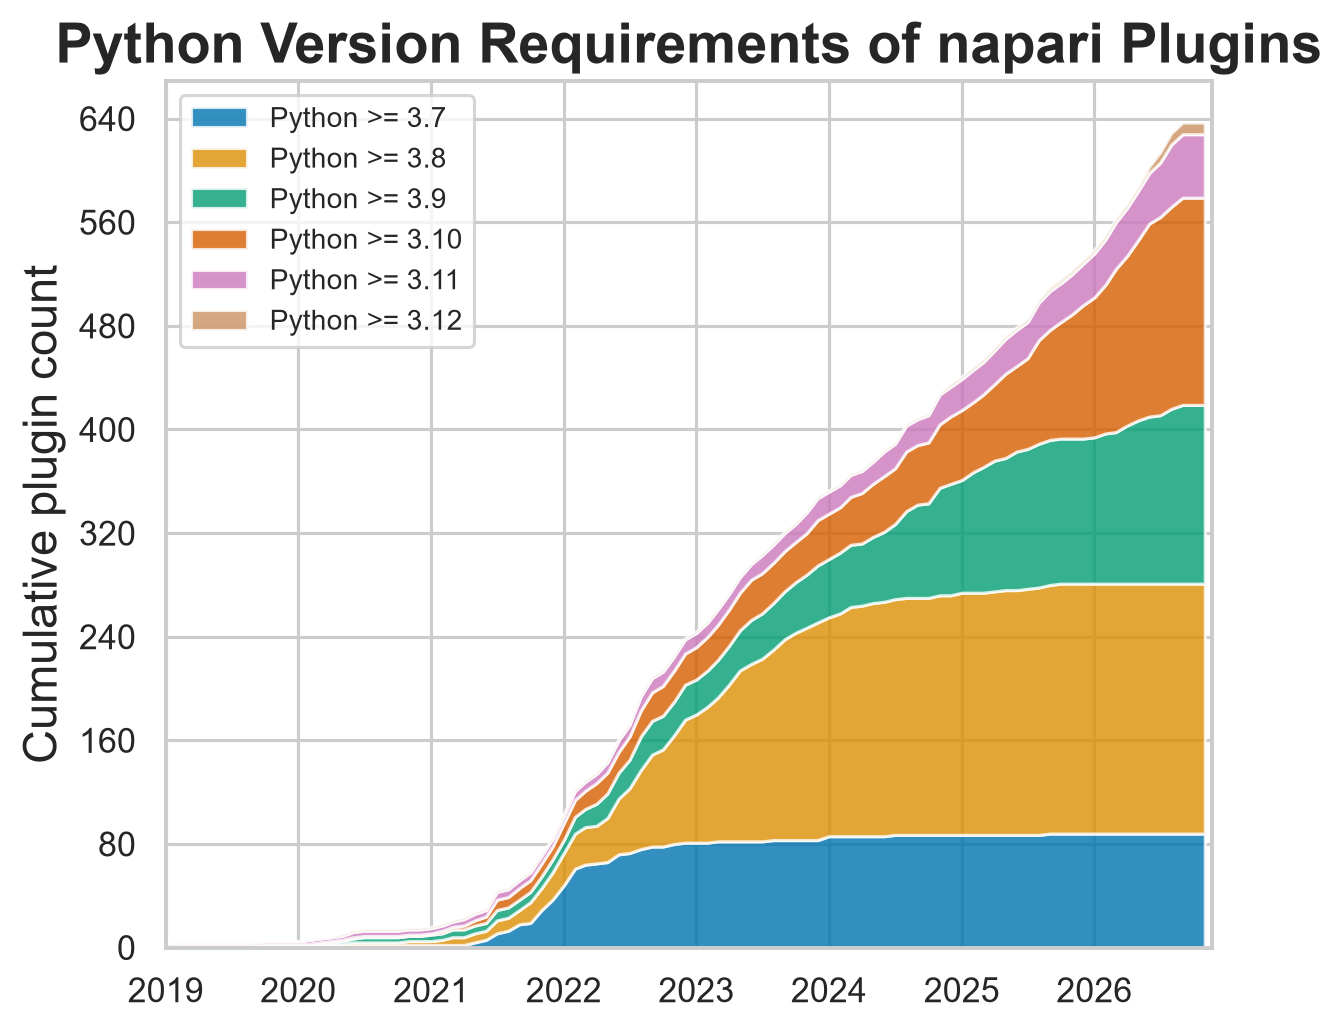 Python Version Requirements of napari Plugins
Cumulative plugin count
640
560
480
400
320
240
160
80
0
Python >= 3.7
Python >= 3.8
Python >= 3.9
Python >= 3.10
Python >= 3.11
Python >= 3.12
2019 2020 2021 2022 2023 2024 2025 2026